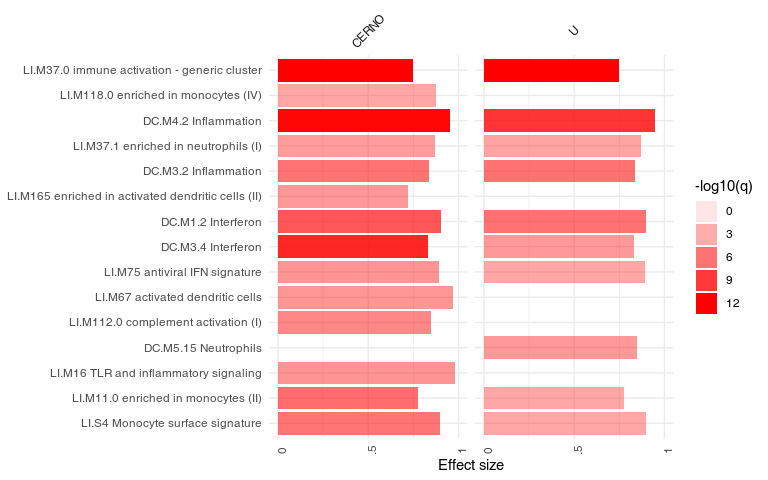 CERNO
U
LI.M37.0 immune activation - generic cluster
LI.M118.0 enriched in monocytes (IV)
DC.M4.2 Inflammation
LI.M37.1 enriched in neutrophils (I)
DC.M3.2 Inflammation
LI.M165 enriched in activated dendritic cells (II)
DC.M1.2 Interferon
DC.M3.4 Interferon
LI.M75 antiviral IFN signature
LI.M67 activated dendritic cells
LI.M112.0 complement activation (I)
DC.M5.15 Neutrophils
LI.M16 TLR and inflammatory signaling
LI.M11.0 enriched in monocytes (II)
LI.S4 Monocyte surface signature
0 .5 1 0 .5 1
Effect size
-log10(q)
0
3
6
9
12